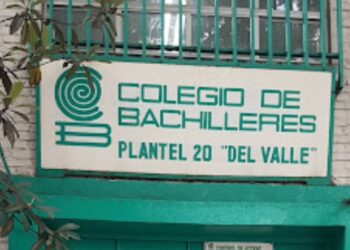 COLEGIO DE
BACHILLERES
PLANTEL 20 "DEL VALLE"